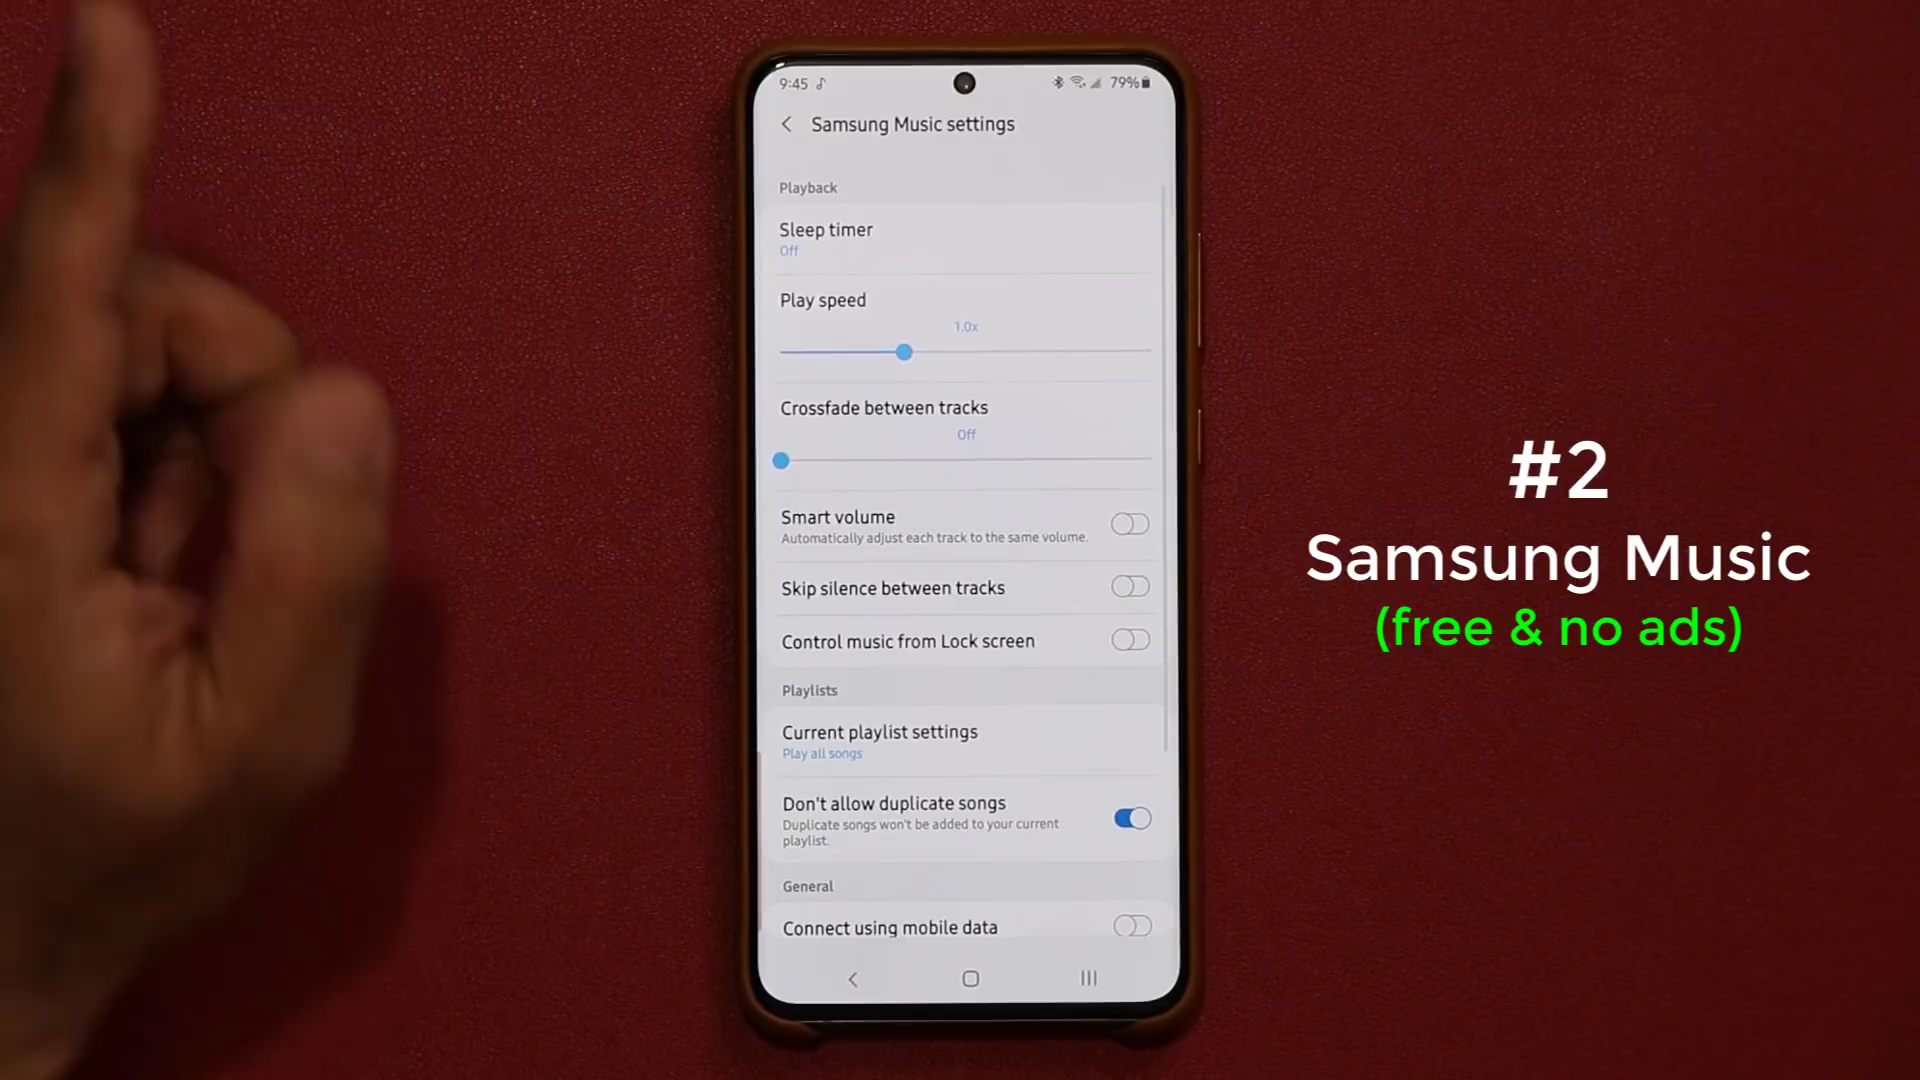 9:45
79%
Samsung Music settings
Playback
Sleep timer
Off
Play speed
1.0x
Crossfade between tracks
Off
Smart volume
Automatically adjust each track to the same volume.
Skip silence between tracks
Control music from Lock screen
Playlists
Current playlist settings
Play all songs
Don't allow duplicate songs
Duplicate songs won't be added to your current
playlist.
General
Connect using mobile data
#2
Samsung Music
(free & no ads)